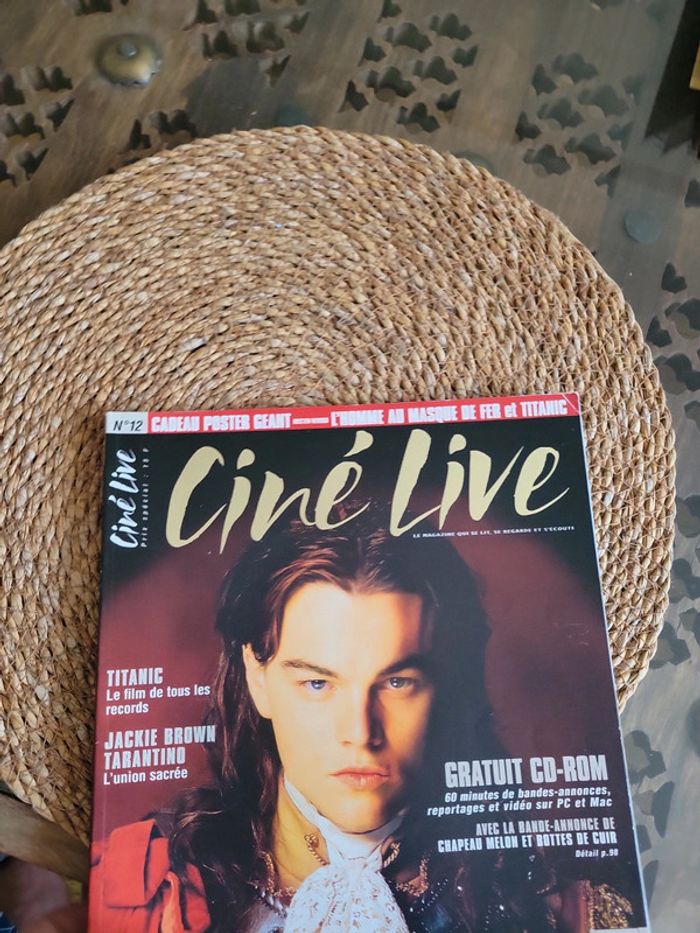 N°12 CADEAU POSTER GEANT L'HOMME AU MASQUE DE FER et TITANIC
Ciné Live
Prix spécial :
Ciné Live
LE MAGAZINE QUI SE LIT, SE REGARDE ET S'ECOUTE
TITANIC
Le film de tous les
records
JACKIE BROWN
TARANTINO
L'union sacrée
GRATUIT CD-ROM
60 minutes de bandes-annonces,
reportages et vidéo sur PC et Mac
AVEC LA BANDE-ANNONCE DE
CHAPEAU MELON ET BOTTES DE CUIR
Détail p.98